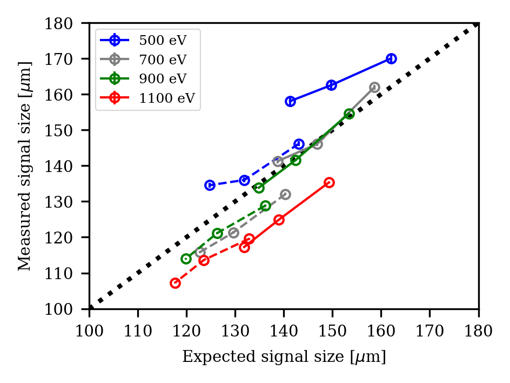 180
170
160
150
140
130
120
110
100
Measured signal size [μm]
500 eV
700 eV
900 eV
1100 eV
100 110 120 130 140 150 160 170 180
Expected signal size [μm]